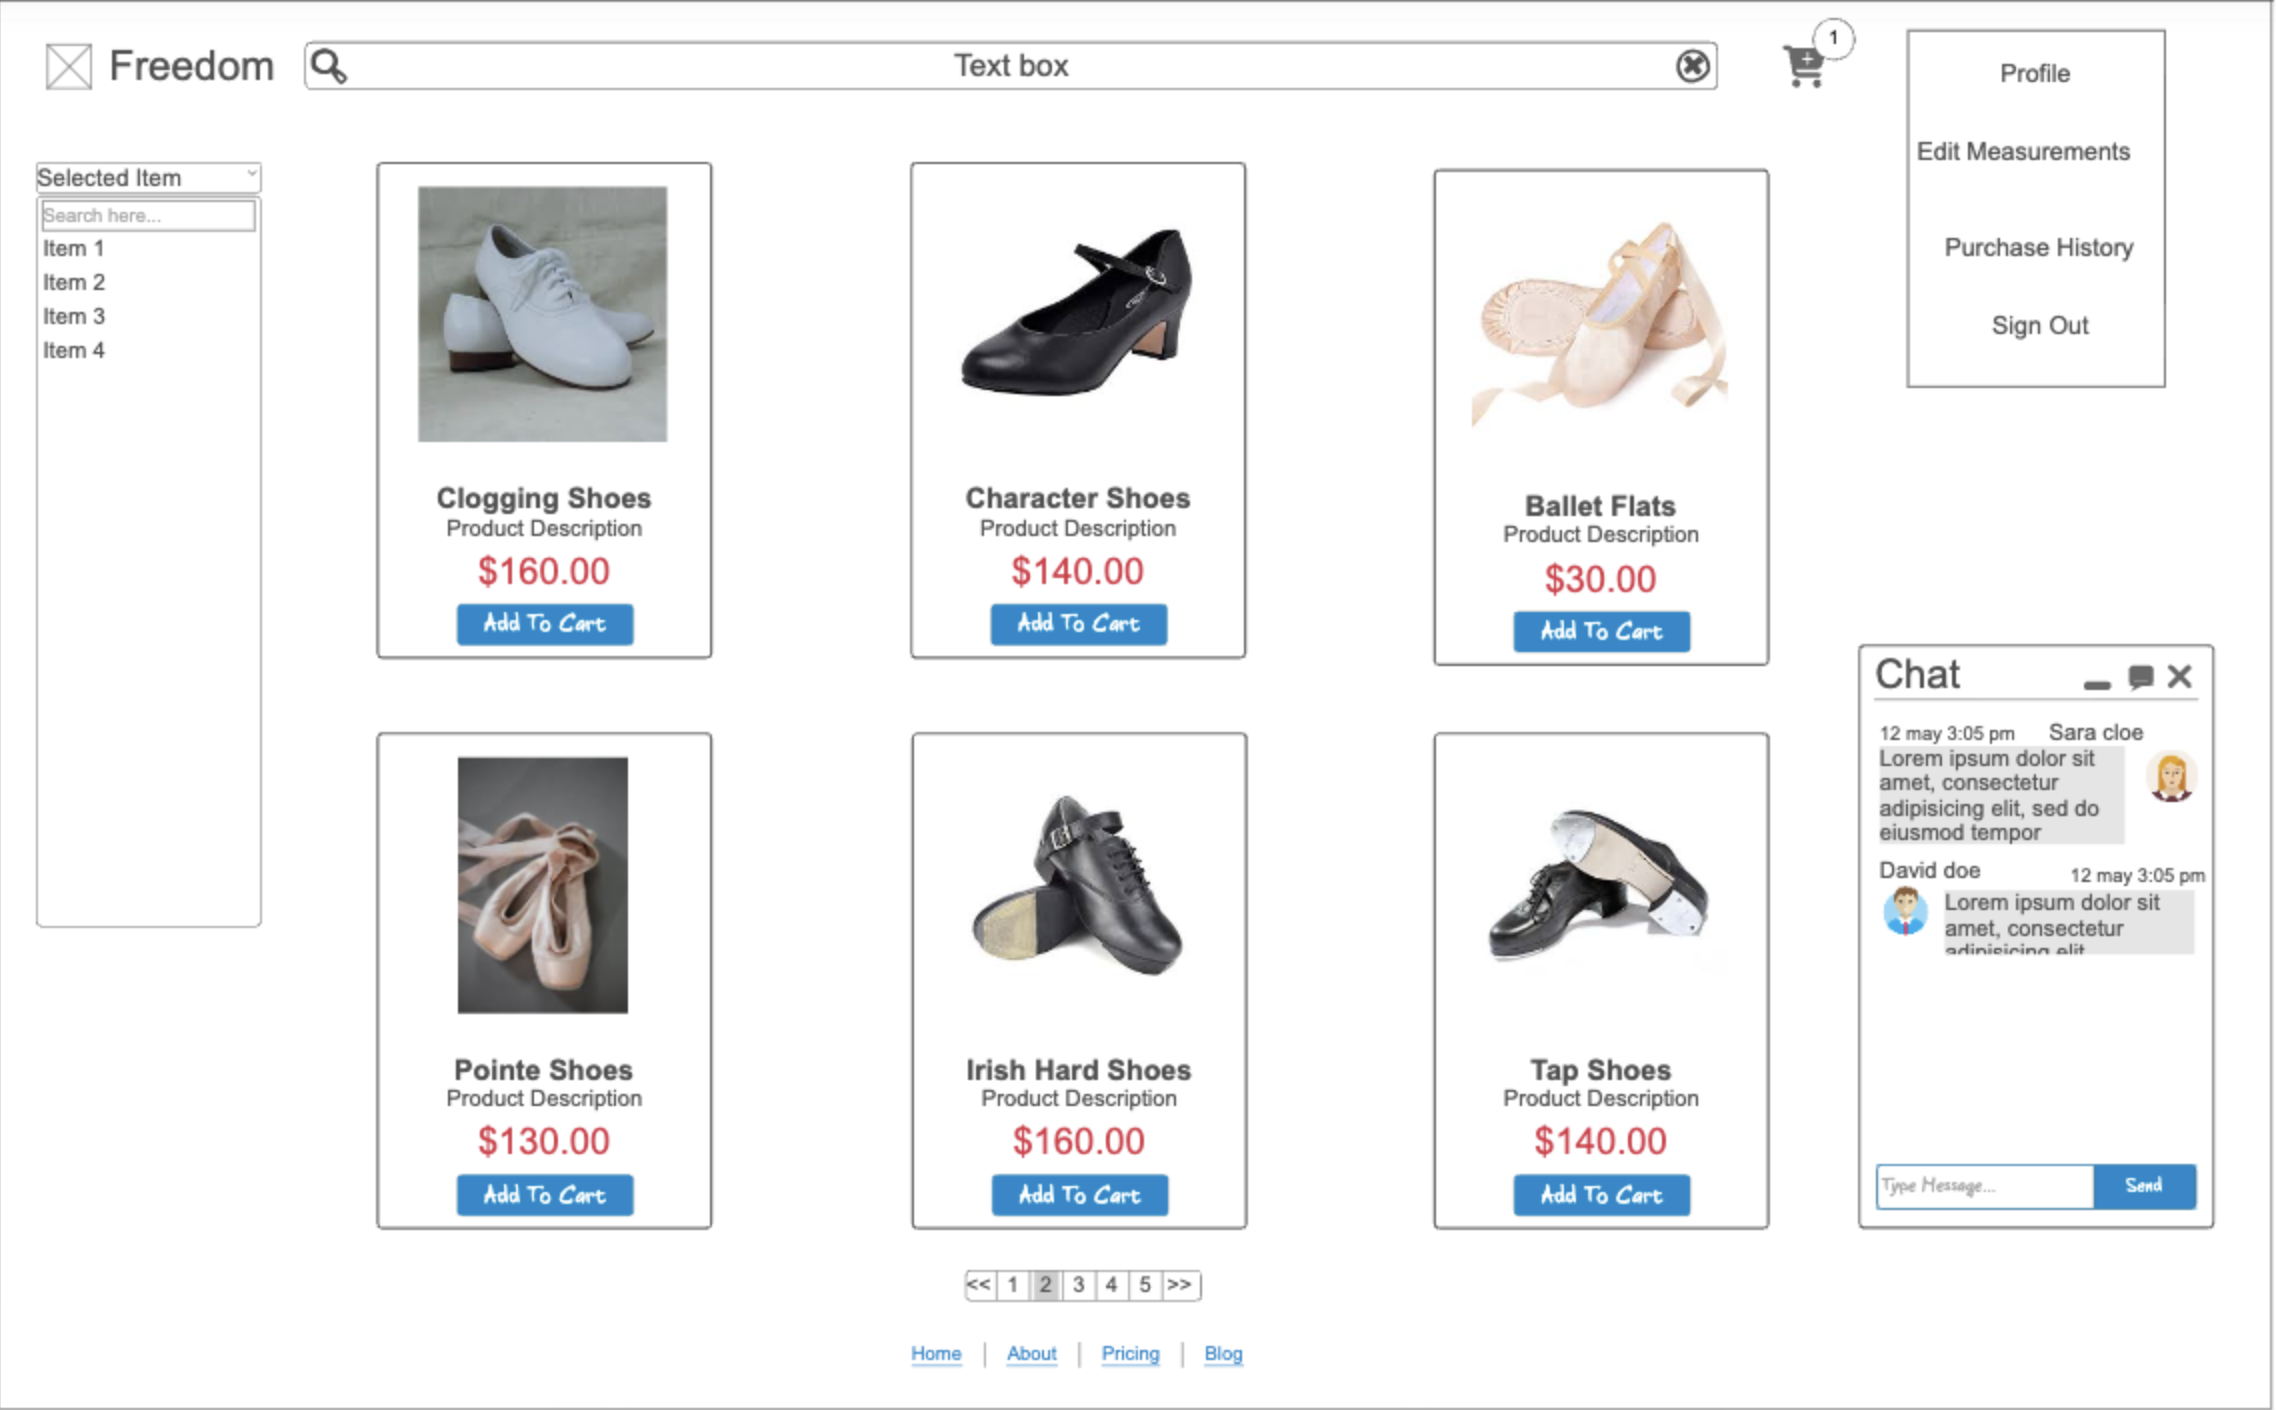 Freedom
Text box
1
Profile
Edit Measurements
Purchase History
Sign Out
Selected Item
Search here...
Item 1
Item 2
Item 3
Item 4
Clogging Shoes
Product Description
$160.00
Add To Cart
Character Shoes
Product Description
$140.00
Add To Cart
Ballet Flats
Product Description
$30.00
Add To Cart
Pointe Shoes
Product Description
$130.00
Add To Cart
Irish Hard Shoes
Product Description
$160.00
Add To Cart
Tap Shoes
Product Description
$140.00
Add To Cart
Chat
12 may 3:05 pm Sara cloe
Lorem ipsum dolor sit
amet, consectetur
adipisicing elit, sed do
eiusmod tempor
David doe 12 may 3:05 pm
Lorem ipsum dolor sit
amet, consectetur
adipisicing elit
Type Message...
Send
<< 1 2 3 4 5 >>
Home | About | Pricing | Blog